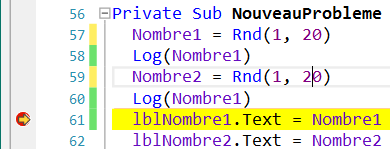 56 Private Sub NouveauProbleme
57 Nombre1 = Rnd(1, 20)
58 Log(Nombre1)
59 Nombre2 = Rnd(1, 20)
60 Log(Nombre1)
61 lblNombre1.Text = Nombre1
62 lblNombre2.Text = Nombre2